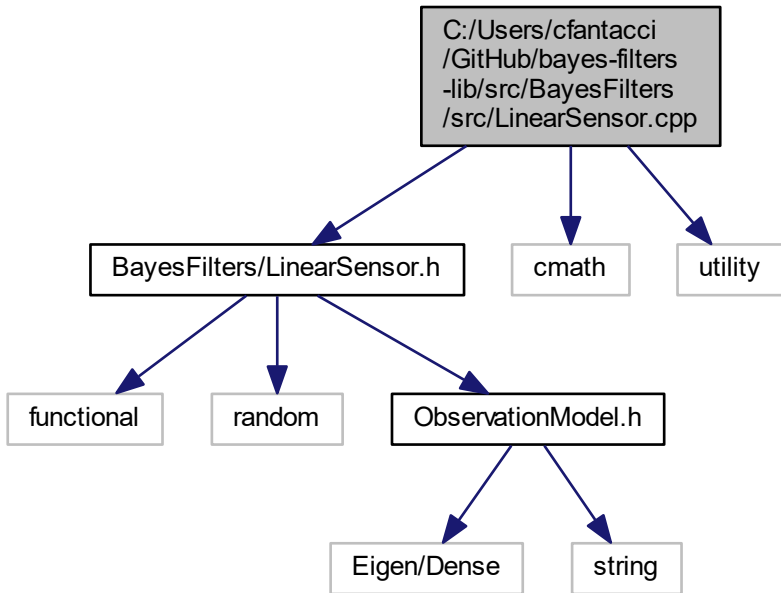 C:/Users/cfantacci
/GitHub/bayes-filters
-lib/src/BayesFilters
/src/LinearSensor.cpp
BayesFilters/LinearSensor.h
cmath
utility
functional
random
ObservationModel.h
Eigen/Dense
string